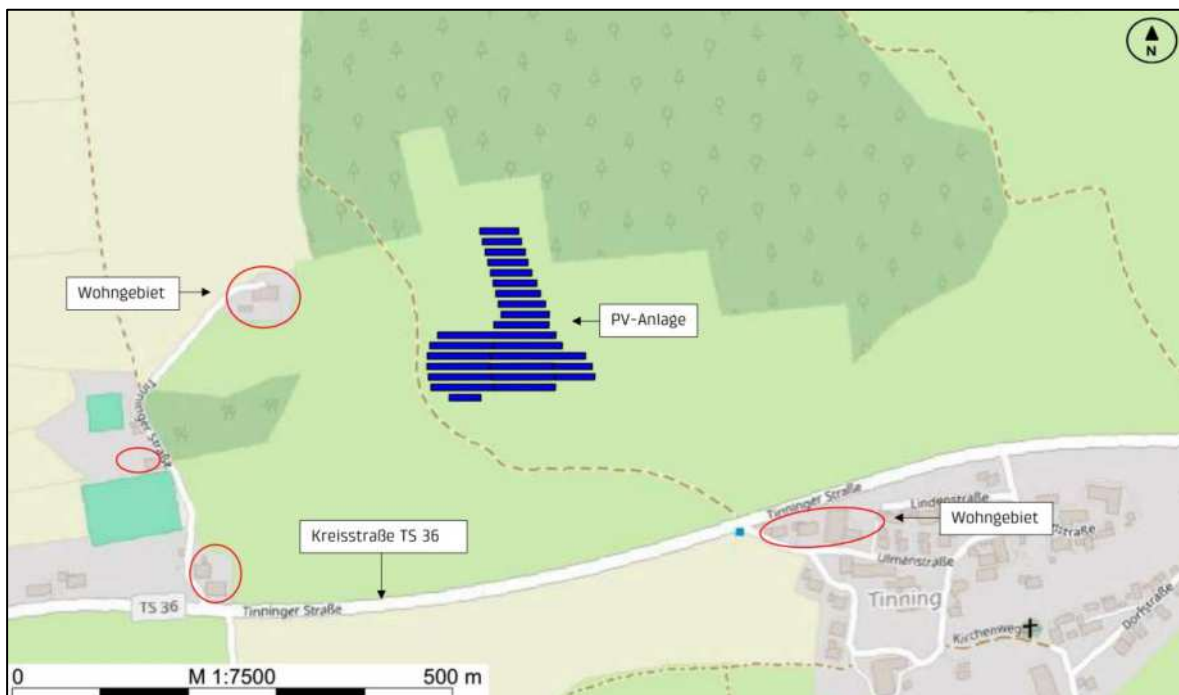 N
Wohngebiet
PV-Anlage
Tinninger Straße
Tinninger Straße
Lindenstraße
Wohngebiet
Kreisstraße TS 36
Ulmenstraße
Tinning
TS 36
Tinninger Straße
Kirchenweg
Dorfstraße
0 M 1:7500 500 m